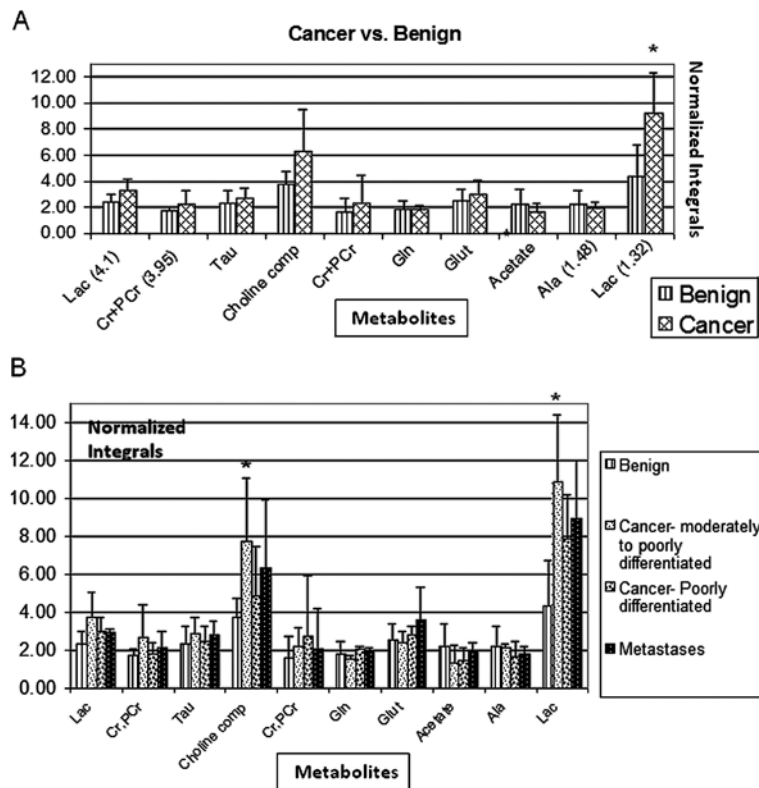 A
Cancer vs. Benign
*
12.00
10.00
8.00
6.00
4.00
2.00
0.00
Normalized Integrals
Lac (4.1)
Cr+PCr (3.95)
Tau
Choline comp
Cr+PCr
Gln
Glut
Acetate
Ala (1.48)
Lac (1.32)
Metabolites
Benign
Cancer
B
14.00
12.00
10.00
8.00
6.00
4.00
2.00
0.00
Normalized
Integrals
*
*
Lac
Cr,PCr
Tau
Choline comp
Cr,PCr
Gln
Glut
Acetate
Ala
Lac
Metabolites
Benign
Cancer- moderately
to poorly
differentiated
Cancer- Poorly
differentiated
Metastases